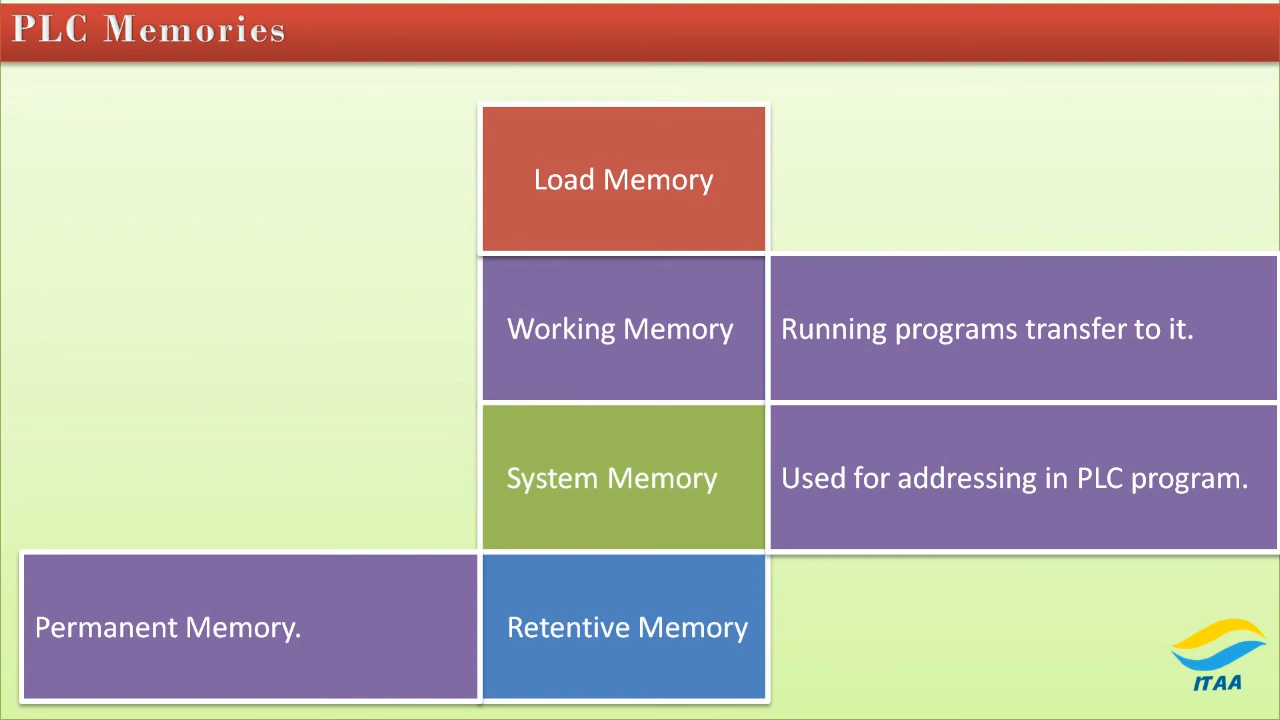 PLC Memories
Load Memory
Working Memory
Running programs transfer to it.
System Memory
Used for addressing in PLC program.
Permanent Memory.
Retentive Memory
ITAA